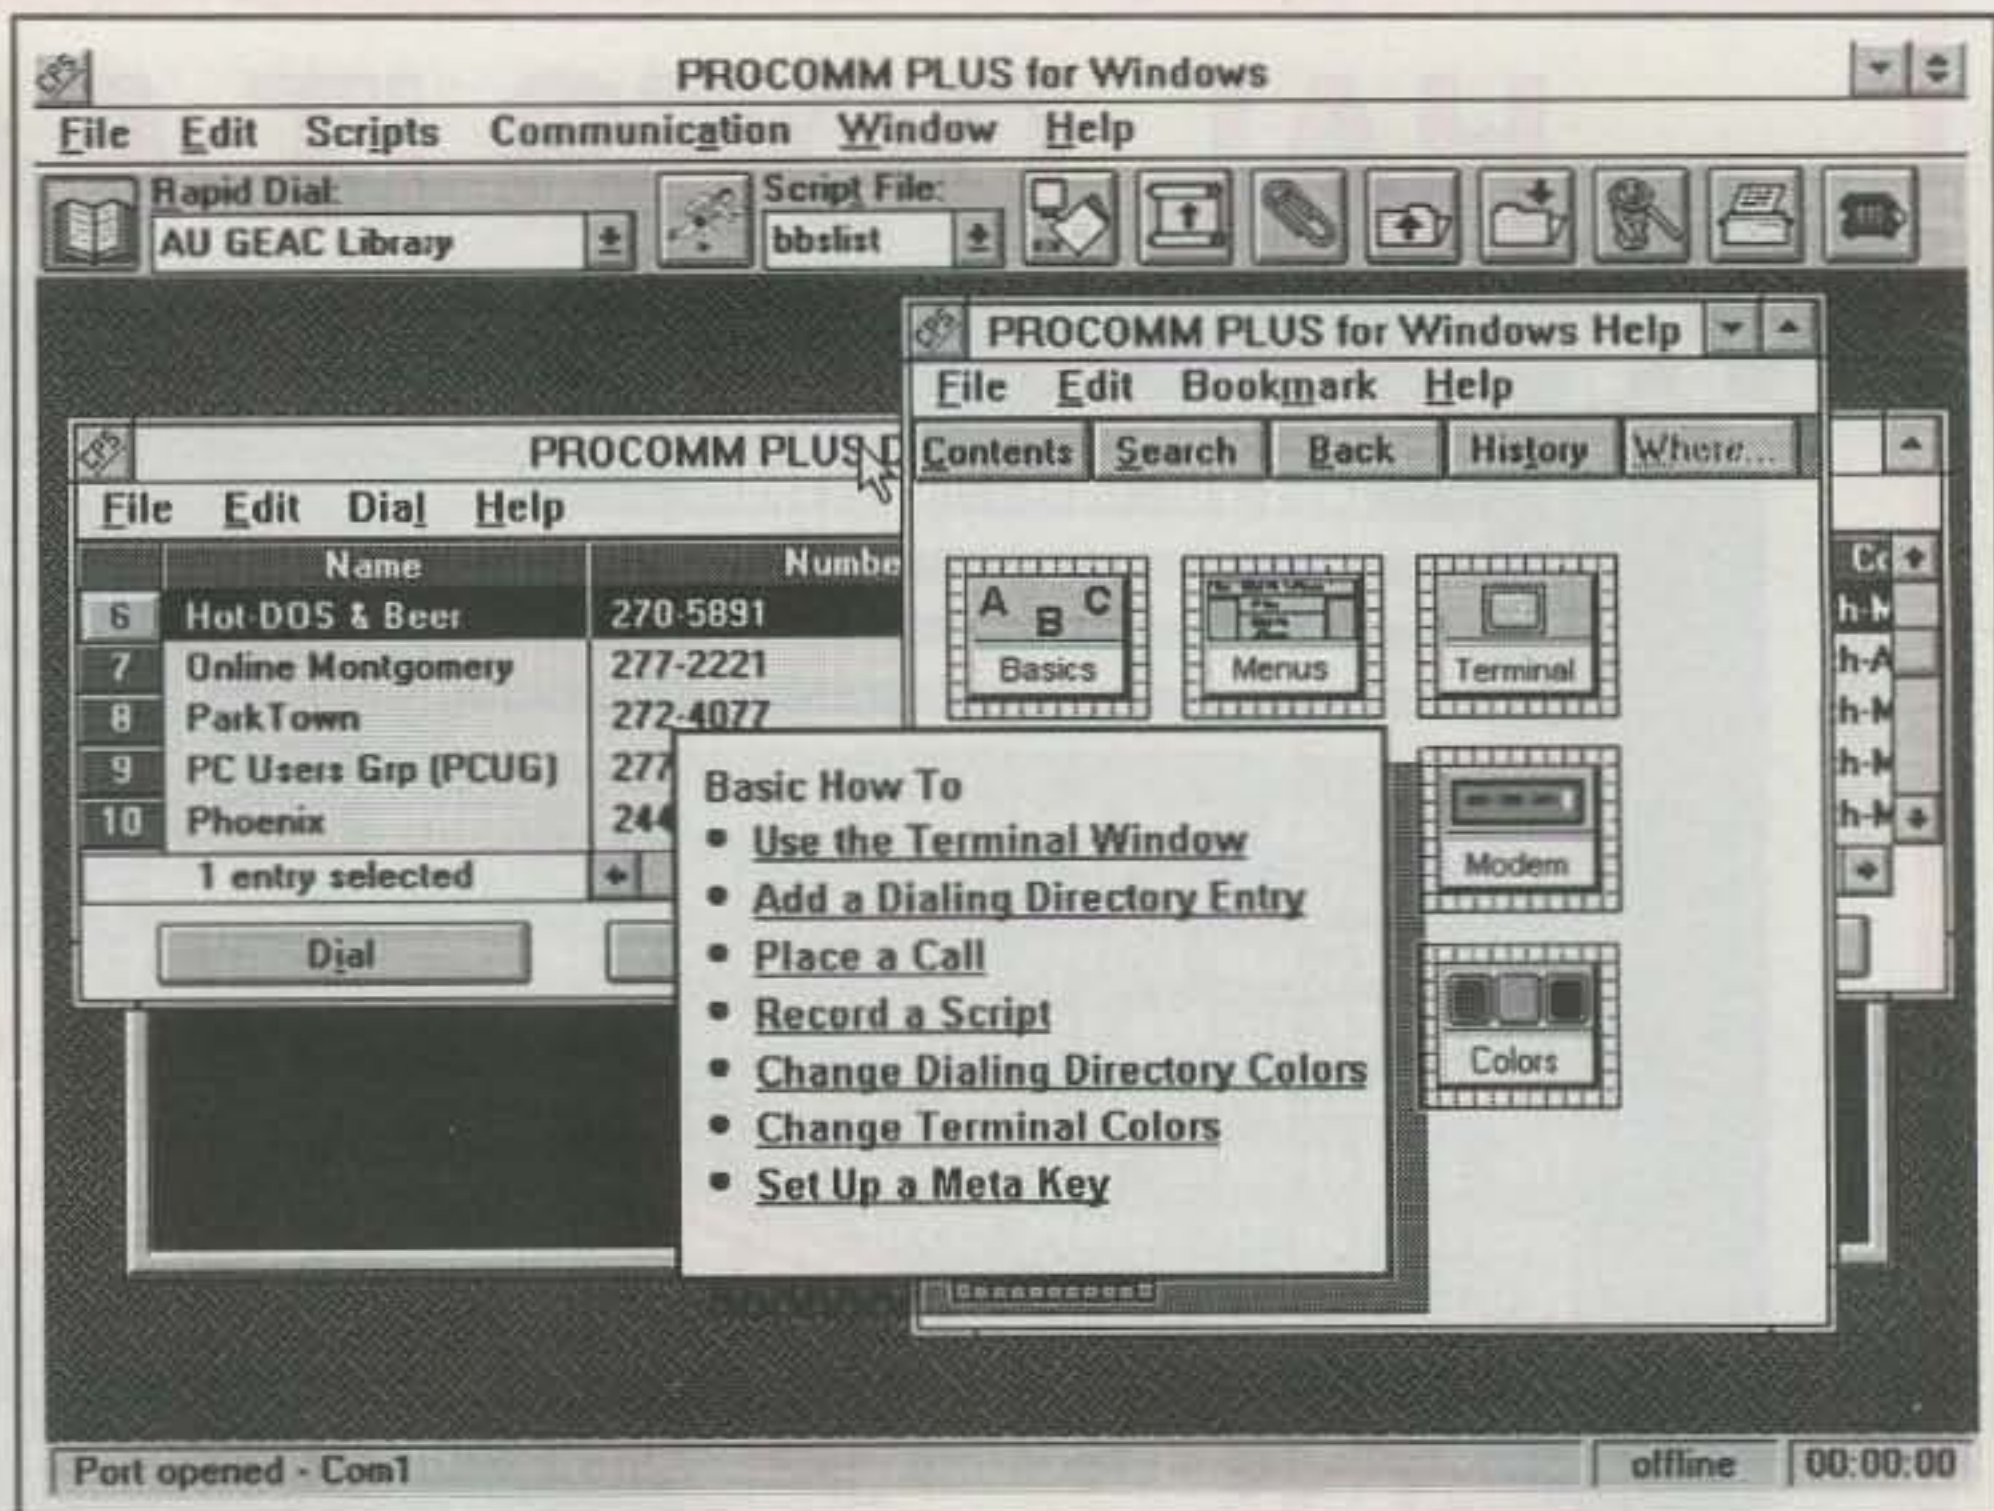 PROCOMM PLUS for Windows
File Edit Scripts Communication Window Help
Rapid Dial:
AU GEAC Library
Script File:
bbslist
PROCOMM PLUS for Windows Help
File Edit Bookmark Help
Contents Search Back History Where...
Basics
Menus
Terminal
Modem
Colors
PROCOMM PLUS D
File Edit Dial Help
Name Numbe
6 Hot-DOS & Beer 270-5891
7 Online Montgomery 277-2221
8 ParkTown 272-4077
9 PC Users Grp (PCUG) 277
10 Phoenix 244
1 entry selected
Dial
h-M
h-A
h-M
h-M
h-M
Basic How To
• Use the Terminal Window
• Add a Dialing Directory Entry
• Place a Call
• Record a Script
• Change Dialing Directory Colors
• Change Terminal Colors
• Set Up a Meta Key
Port opened - Com1 offline 00:00:00